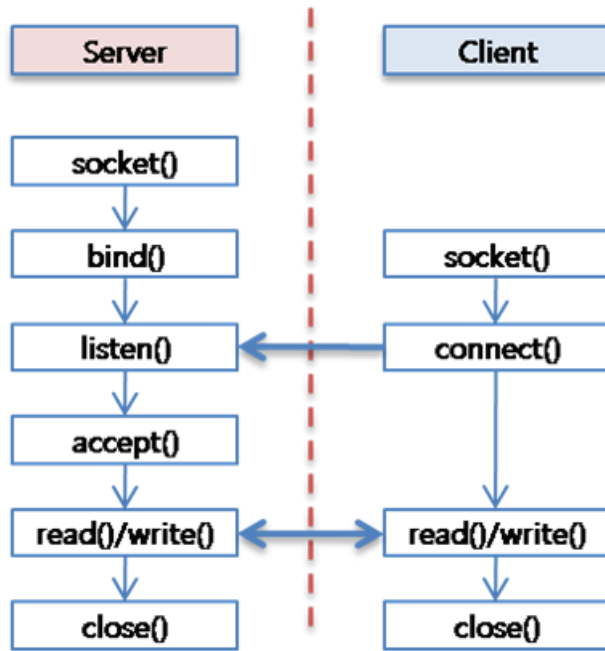 Server
Client
socket()
bind()
socket()
listen()
connect()
accept()
read()/write()
read()/write()
close()
close()